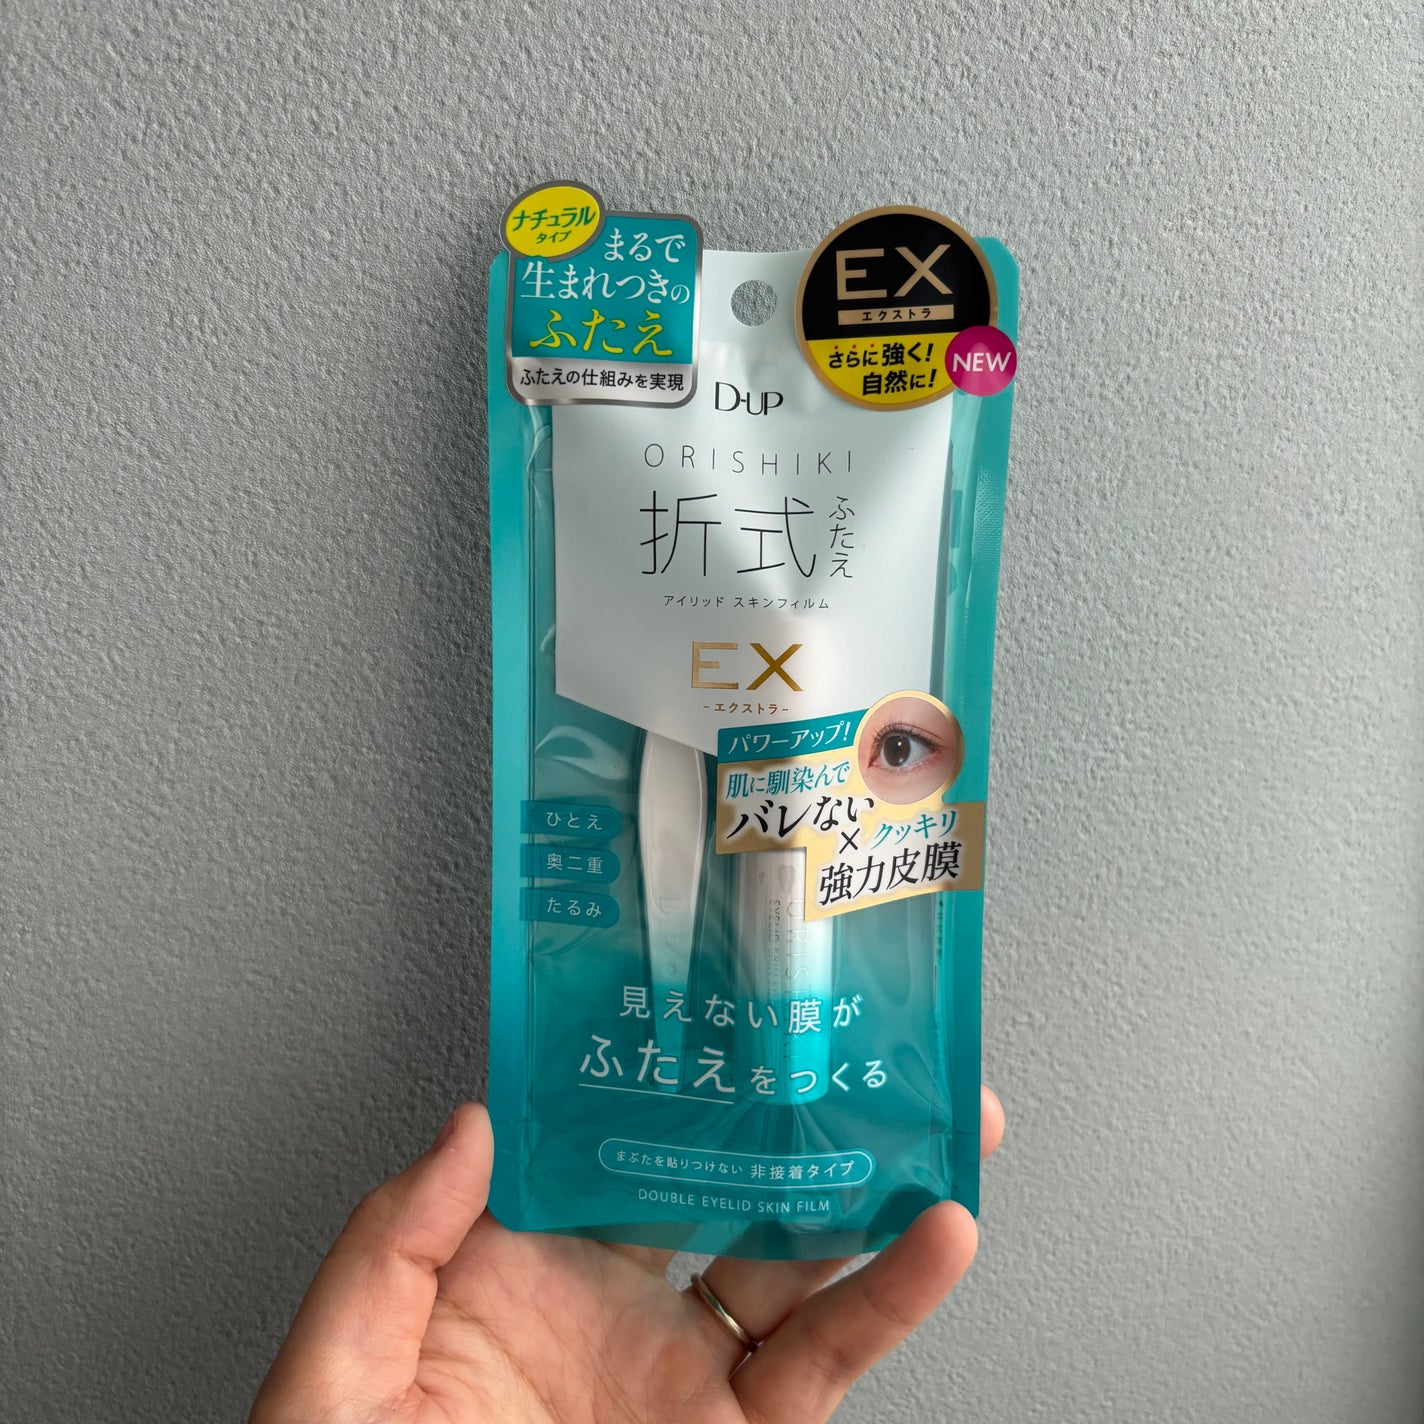 ナチュラル
タイプ
まるで
生まれつきの
ふたえ
ふたえの仕組みを実現
EX
エクストラ
さらに強く!
自然に!
NEW
D-UP
ORISHIKI
折式
ふたえ
アイリッド スキンフィルム
EX
-エクストラ-
パワーアップ!
肌に馴染んで
バレない
×
クッキリ
強力皮膜
ひとえ
奥二重
たるみ
見えない膜が
ふたえをつくる
まぶたを貼りつけない 非接着タイプ
DOUBLE EYELID SKIN FILM